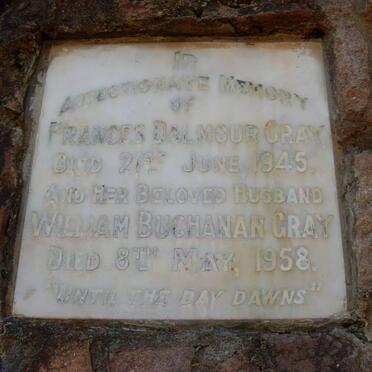 IN
AFFECTIONATE MEMORY
OF
FRANCES DALMOUR GRAY
DIED 21ST JUNE, 1945.
AND HER BELOVED HUSBAND
WILLIAM BUCHANAN GRAY
DIED 8TH MAY, 1958.
"UNTIL THE DAY DAWNS"